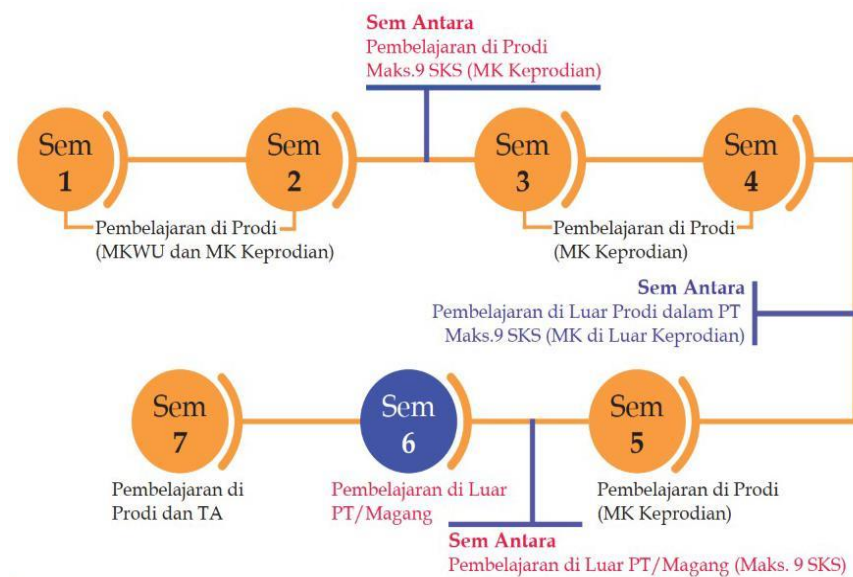 Sem Antara
Pembelajaran di Prodi
Maks.9 SKS (MK Keprodian)
Sem
1
Sem
2
Sem
3
Sem
4
Pembelajaran di Prodi
(MKWU dan MK Keprodian)
Pembelajaran di Prodi
(MK Keprodian)
Sem Antara
Pembelajaran di Luar Prodi dalam PT
Maks.9 SKS (MK di Luar Keprodian)
Sem
7
Sem
6
Sem
5
Pembelajaran di
Prodi dan TA
Pembelajaran di Luar
PT/Magang
Pembelajaran di Prodi
(MK Keprodian)
Sem Antara
Pembelajaran di Luar PT/Magang (Maks. 9 SKS)